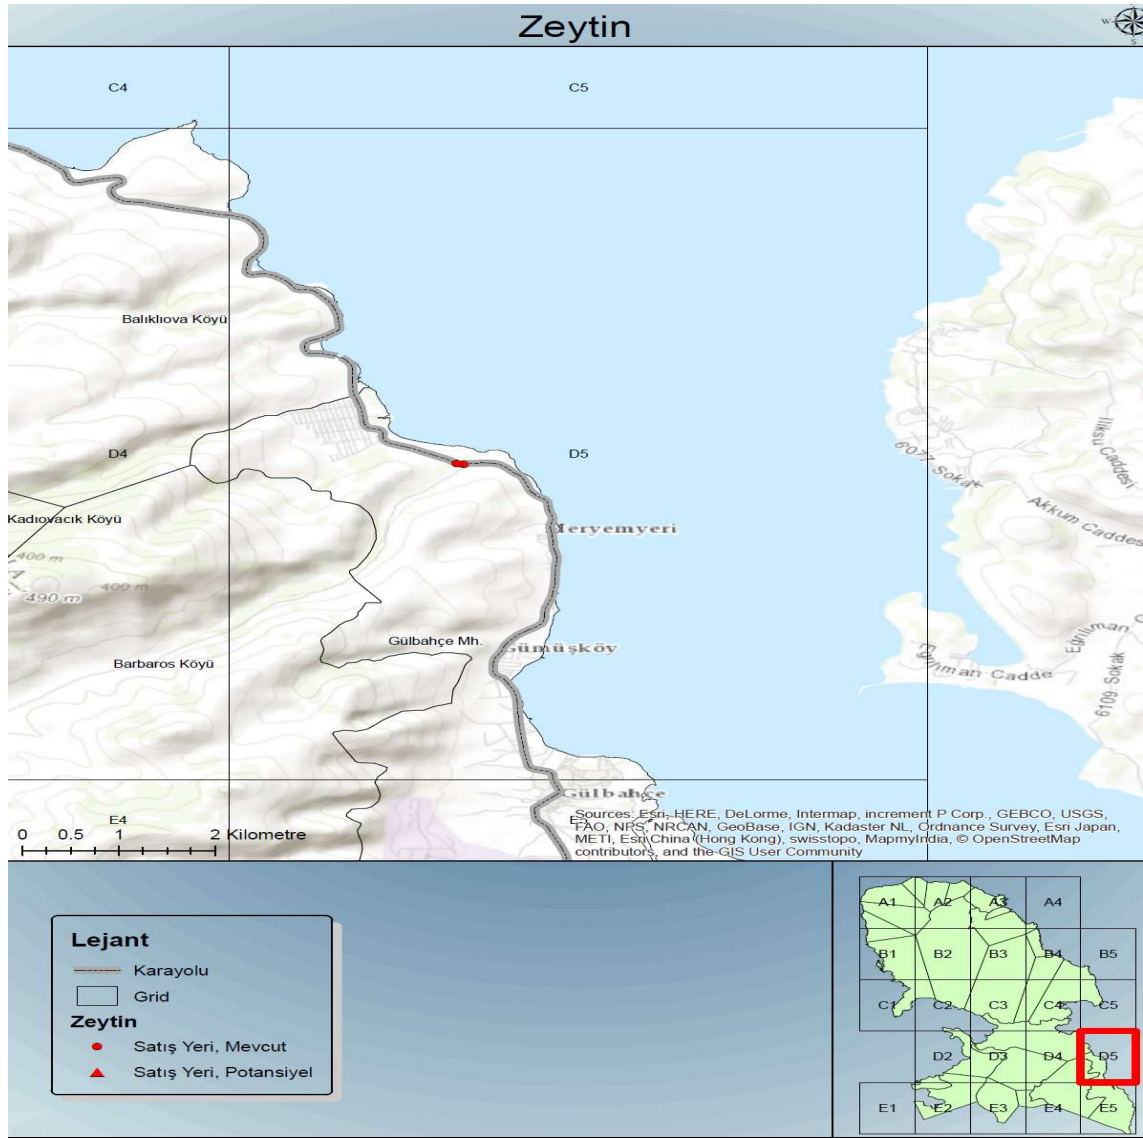 Zeytin
W
S
C4
C5
Balıklıova Köyü
D4
D5
6077 Sokak
Akkum Caddes
Kadıovacık Köyü
400 m
400 m
490 m
Meryemyeri
Gülbahçe Mh.
Gümüşköy
Barbaros Köyü
Eğriliman
6109 Sokak
Gülbahçe
E4
0 0.5 1 2 Kilometre
Sources: Esri, HERE, DeLorme, Intermap, increment P Corp., GEBCO, USGS,
FAO, NPS, NRCAN, GeoBase, IGN, Kadaster NL, Ordnance Survey, Esri Japan,
METI, Esri China (Hong Kong), swisstopo, MapmyIndia, © OpenStreetMap
contributors, and the GIS User Community
Lejant
Karayolu
Grid
Zeytin
Satış Yeri, Mevcut
Satış Yeri, Potansiyel
A1 A2 A3 A4
B1 B2 B3 B4 B5
C1 C2 C3 C4 C5
D2 D3 D4 D5
E1 E2 E3 E4 E5